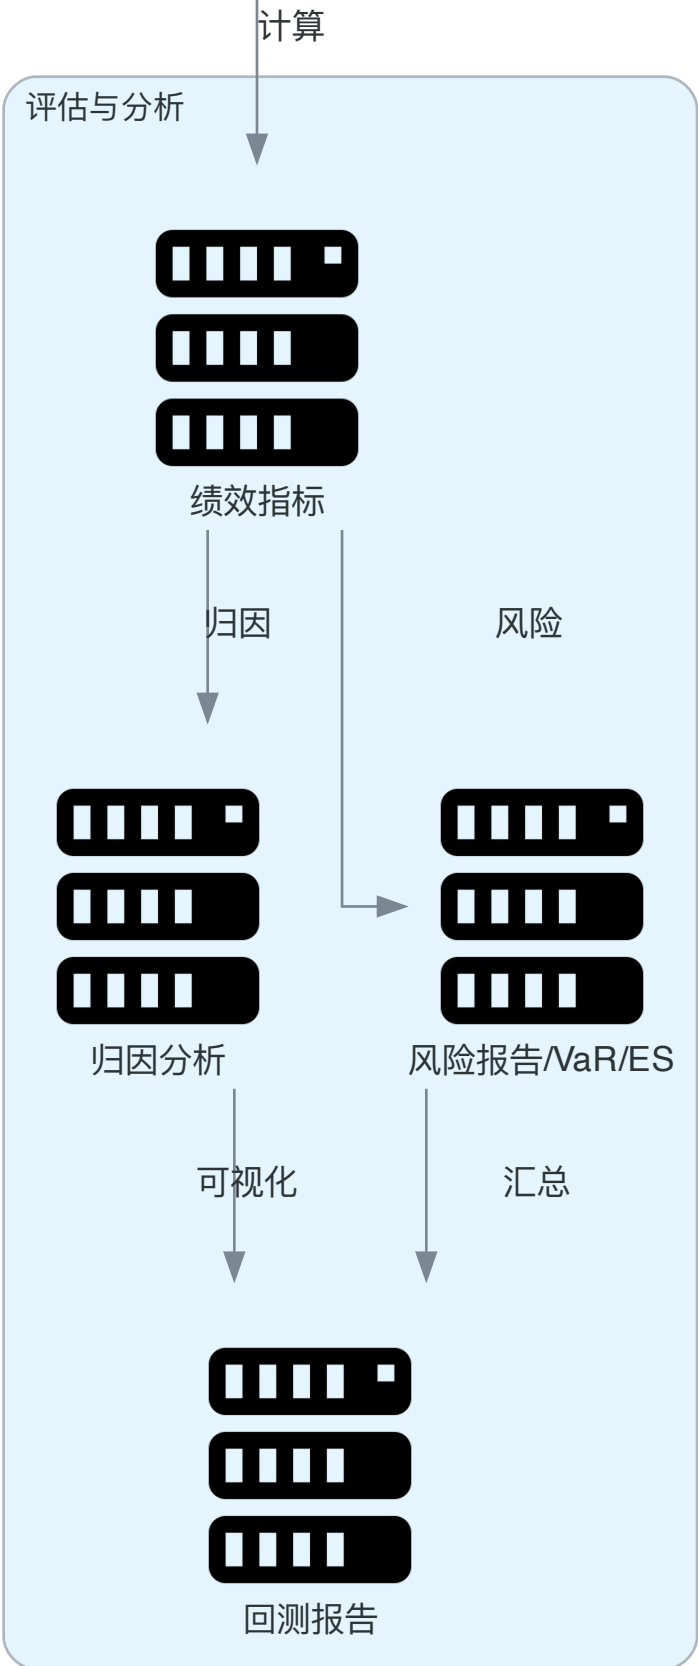 计算
评估与分析
绩效指标
归因
风险
归因分析
风险报告/VaR/ES
可视化
汇总
回测报告